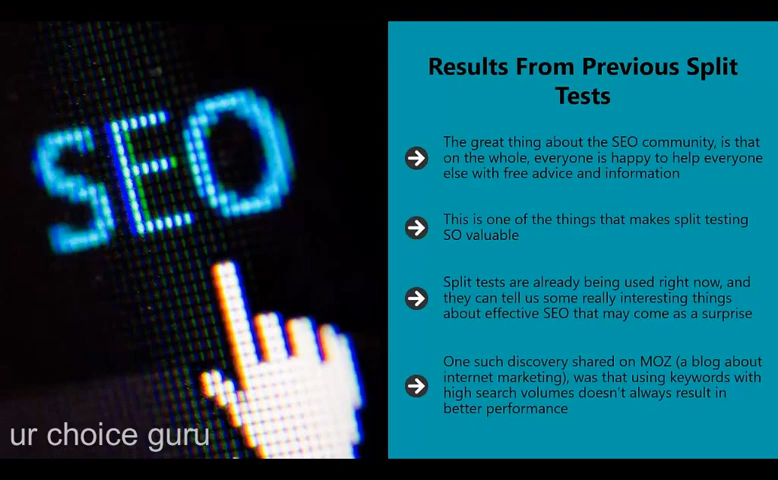 SEO
ur choice guru
Results From Previous Split
Tests
The great thing about the SEO community, is that
on the whole, everyone is happy to help everyone
else with free advice and information
This is one of the things that makes split testing
SO valuable
Split tests are already being used right now, and
they can tell us some really interesting things
about effective SEO that may come as a surprise
One such discovery shared on MOZ (a blog about
internet marketing), was that using keywords with
high search volumes doesn't always result in
better performance